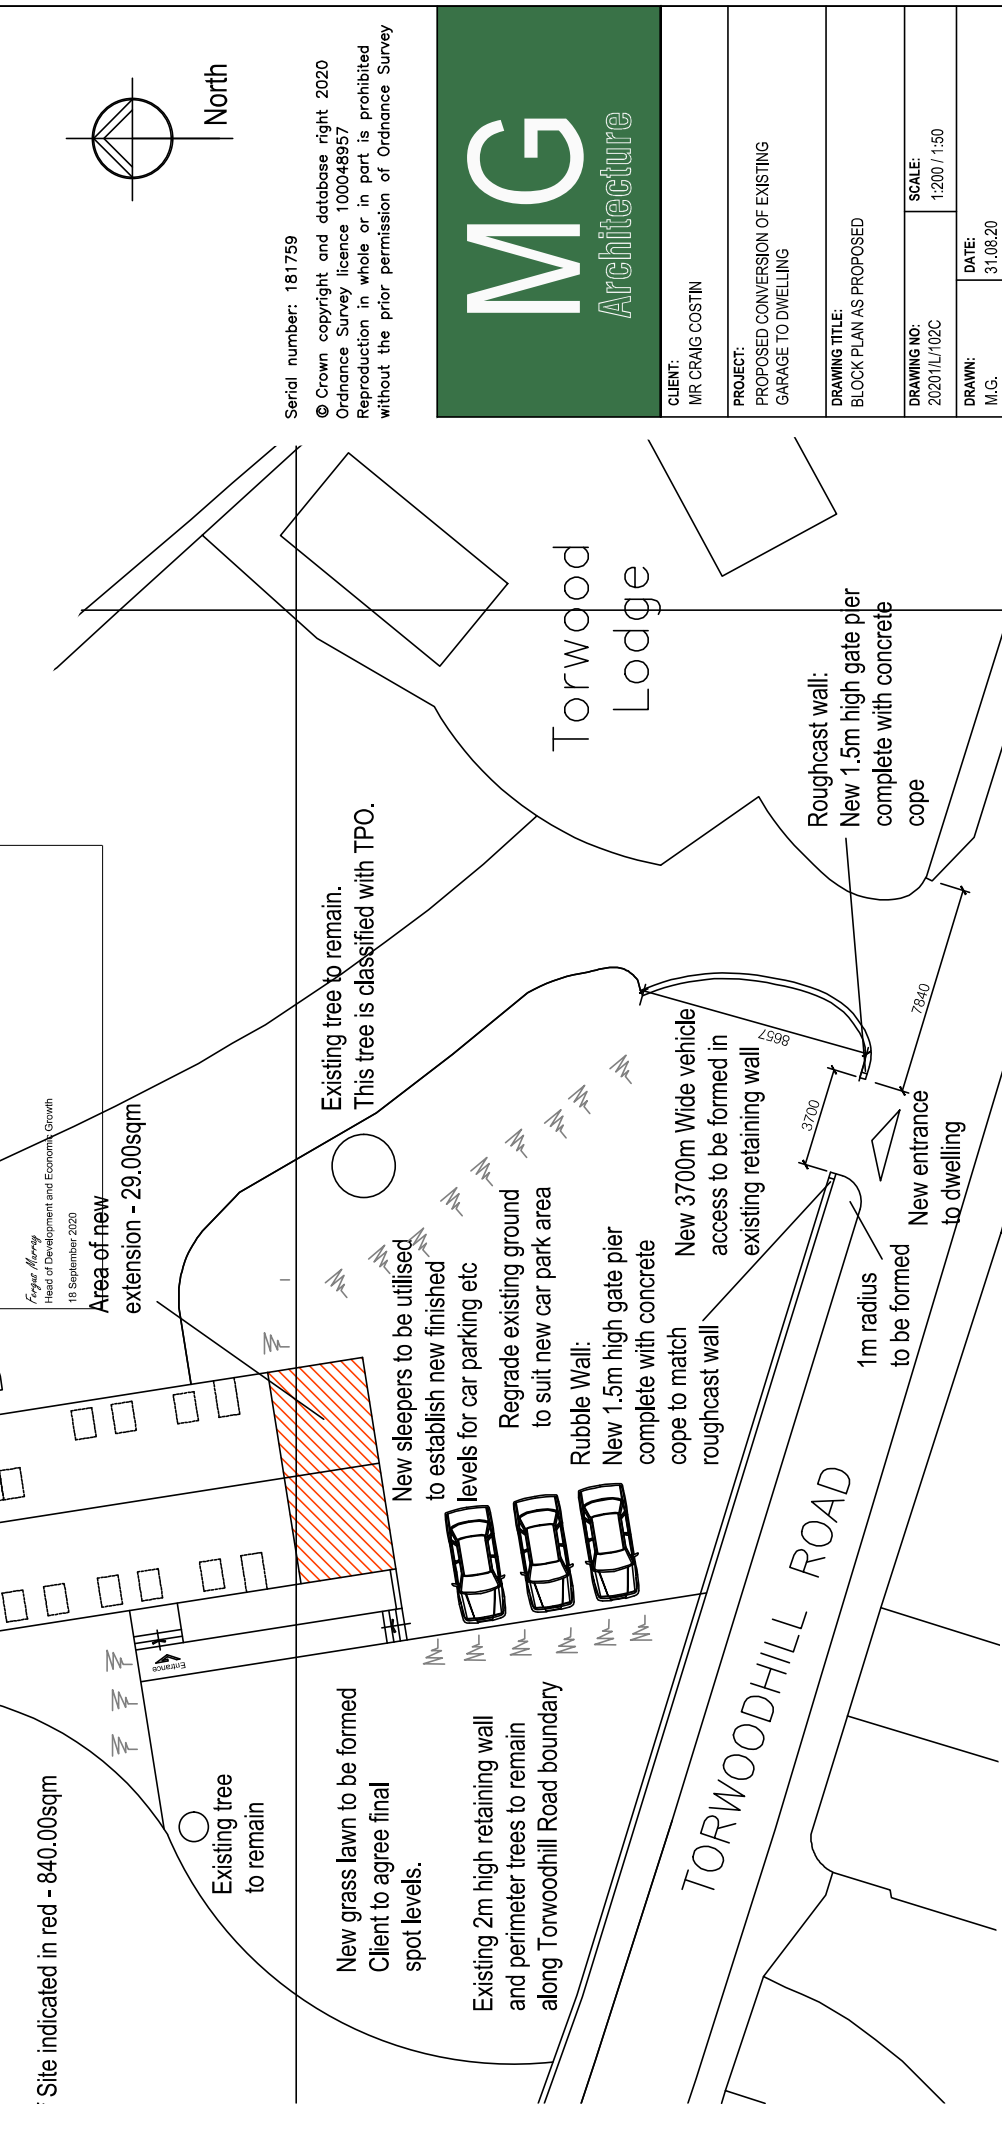 * Site indicated in red - 840.00sqm
Fergus Murray
Head of Development and Economic Growth
18 September 2020
Area of new
extension - 29.00sqm
Entrance
Existing tree
to remain
Existing tree to remain.
This tree is classified with TPO.
New grass lawn to be formed
Client to agree final
spot levels.
New sleepers to be utilised
to establish new finished
levels for car parking etc
Regrade existing ground
to suit new car park area
Existing 2m high retaining wall
and perimeter trees to remain
along Torwoodhill Road boundary
Rubble Wall:
New 1.5m high gate pier
complete with concrete
cope to match
roughcast wall
New 3700m Wide vehicle
access to be formed in
existing retaining wall
8657
3700
7840
Roughcast wall:
New 1.5m high gate pier
complete with concrete
cope
1m radius
to be formed
New entrance
to dwelling
TORWOODHILL ROAD
Torwood
Lodge
North
Serial number: 181759
© Crown copyright and database right 2020
Ordnance Survey licence 100048957
Reproduction in whole or in part is prohibited
without the prior permission of Ordnance Survey
MG
Architecture
CLIENT:
MR CRAIG COSTIN
PROJECT:
PROPOSED CONVERSION OF EXISTING
GARAGE TO DWELLING
DRAWING TITLE:
BLOCK PLAN AS PROPOSED
DRAWING NO:
20201/L/102C
SCALE:
1:200 / 1:50
DRAWN:
M.G.
DATE:
31.08.20